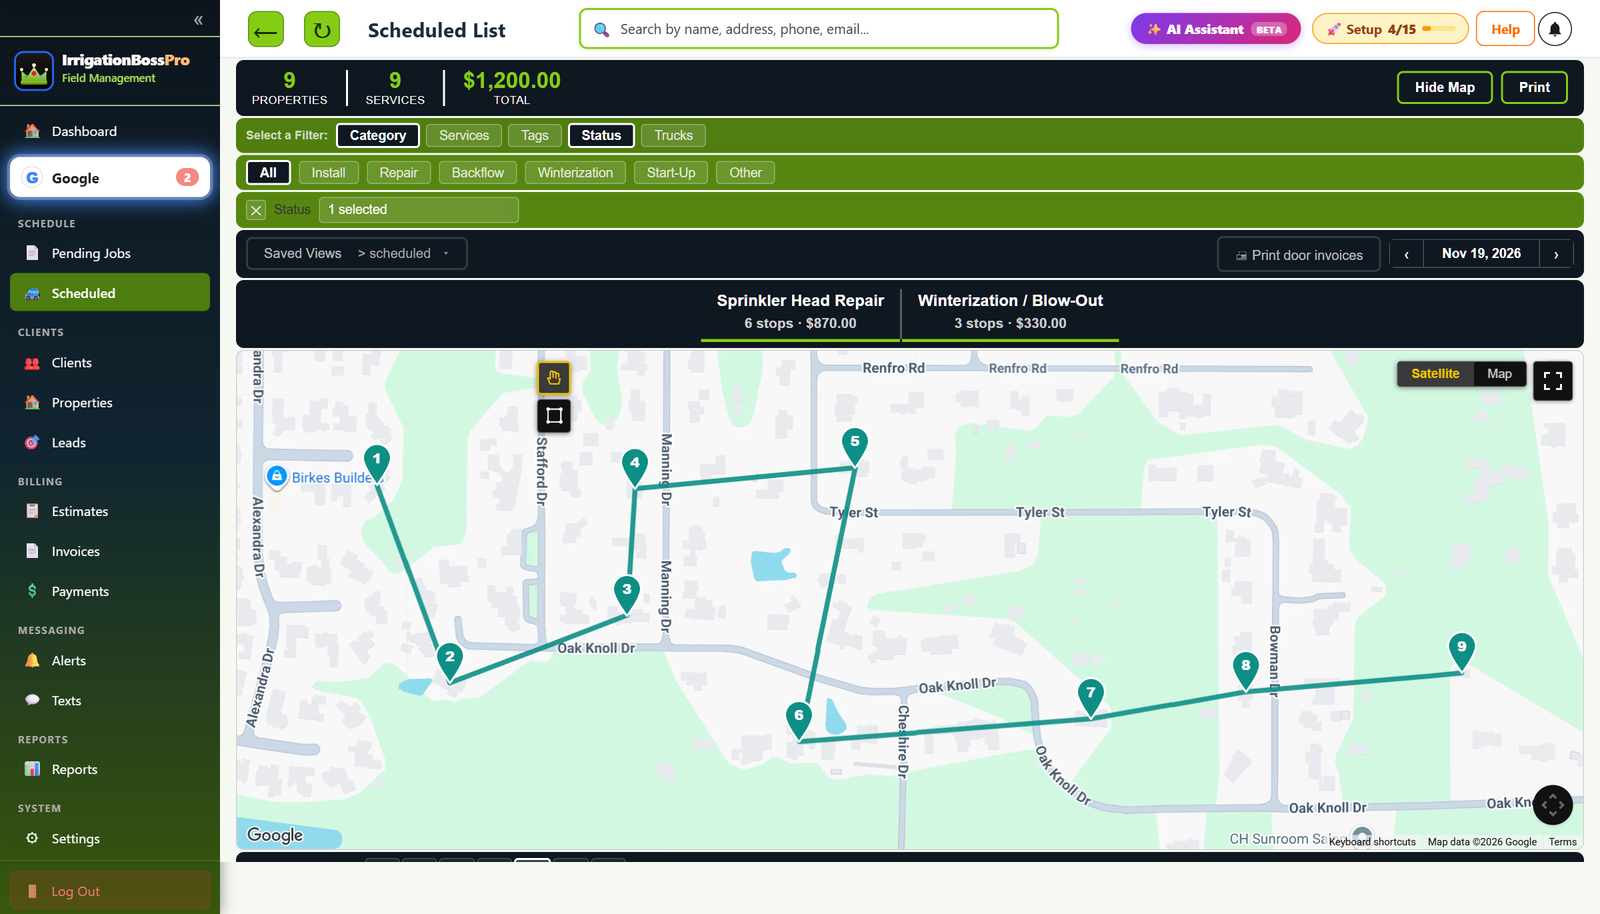 «
IrrigationBossPro
Field Management
Dashboard
G Google 2
SCHEDULE
Pending Jobs
Scheduled
CLIENTS
Clients
Properties
Leads
BILLING
Estimates
Invoices
$ Payments
MESSAGING
Alerts
Texts
REPORTS
Reports
SYSTEM
Settings
Log Out
← ↻ Scheduled List
Search by name, address, phone, email...
AI Assistant BETA
Setup 4/15
Help
9 PROPERTIES
9 SERVICES
$1,200.00 TOTAL
Hide Map Print
Select a Filter: Category Services Tags Status Trucks
All Install Repair Backflow Winterization Start-Up Other
× Status 1 selected
Saved Views > scheduled
Print door invoices ‹ Nov 19, 2026 ›
Sprinkler Head Repair
6 stops · $870.00
Winterization / Blow-Out
3 stops · $330.00
Satellite Map
Renfro Rd Renfro Rd Renfro Rd
andra Dr
Stafford Dr
Manning Dr
Birkes Builde
1
4
5
Tyler St Tyler St Tyler St
Alexandra Dr
Manning Dr
3
2
Oak Knoll Dr
Alexandra Dr
Bowman Dr
9
8
7
6
Oak Knoll Dr
Cheshire Dr
Oak Knoll Dr
Oak Knoll Dr
Oak Kn
CH Sunroom Sa
Google
Keyboard shortcuts Map data ©2026 Google Terms